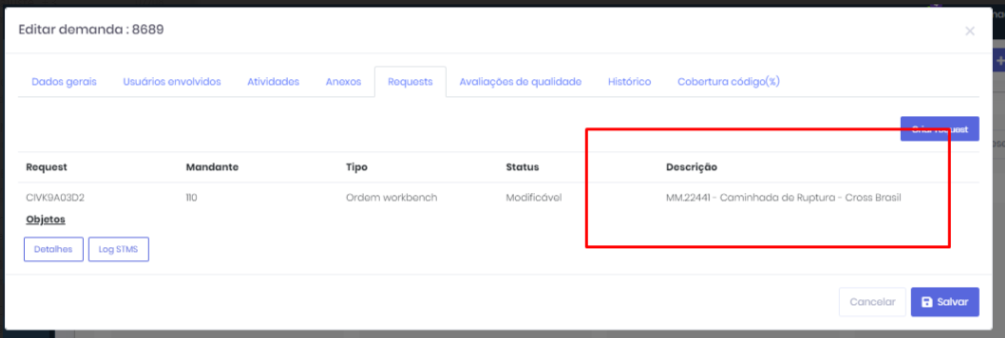 Editar demanda : 8689
×
Dados gerais Usuários envolvidos Atividades Anexos Requests Avaliações de qualidade Histórico Cobertura código(%)
Criar request
Request Mandante Tipo Status Descrição
CIVK9A03D2 110 Ordem workbench Modificável MM.22441 - Caminhada de Ruptura - Cross Brasil
Objetos
Detalhes Log STMS
Cancelar Salvar